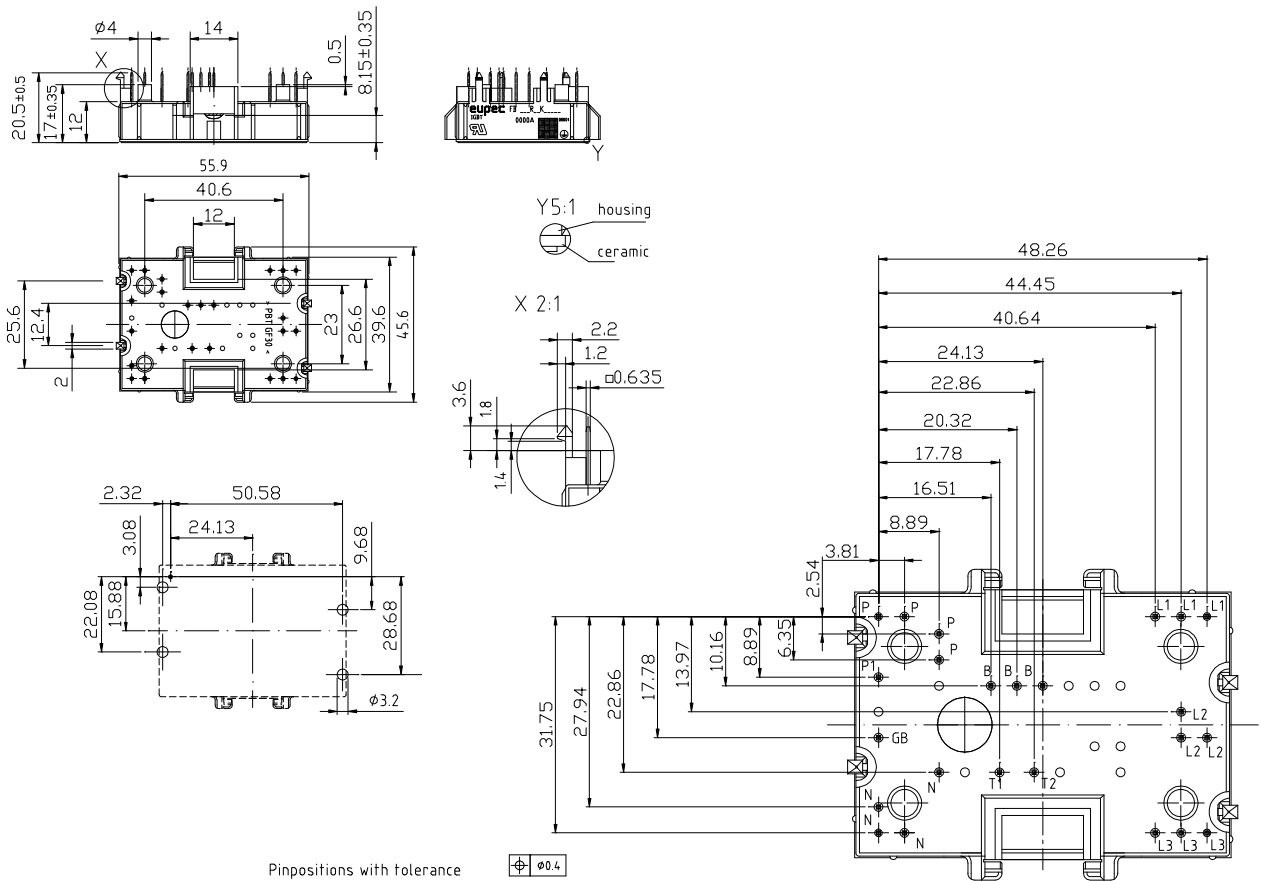 ø4
14
0.5
8.15±0.35
X
20.5±0.5
17±0.35
12
eupec
F3 __R_K____
IGBT
0000A
Y
55.9
40.6
12
25.6
12.4
2
> PBT GF30 <
23
26.6
39.6
45.6
Y5:1
housing
ceramic
X 2:1
2.2
1.2
□0.635
3.6
1.8
1.4
2.32
50.58
24.13
3.08
9.68
22.08
15.88
28.68
ø3.2
48.26
44.45
40.64
24.13
22.86
20.32
17.78
16.51
8.89
3.81
2.54
P
P
L1
L1
L1
P
P
P1
B
B
B
L2
GB
L2
L2
N
T1
T2
N
N
N
L3
L3
L3
6.35
8.89
10.16
13.97
17.78
22.86
27.94
31.75
Pinpositions with tolerance
ø0.4